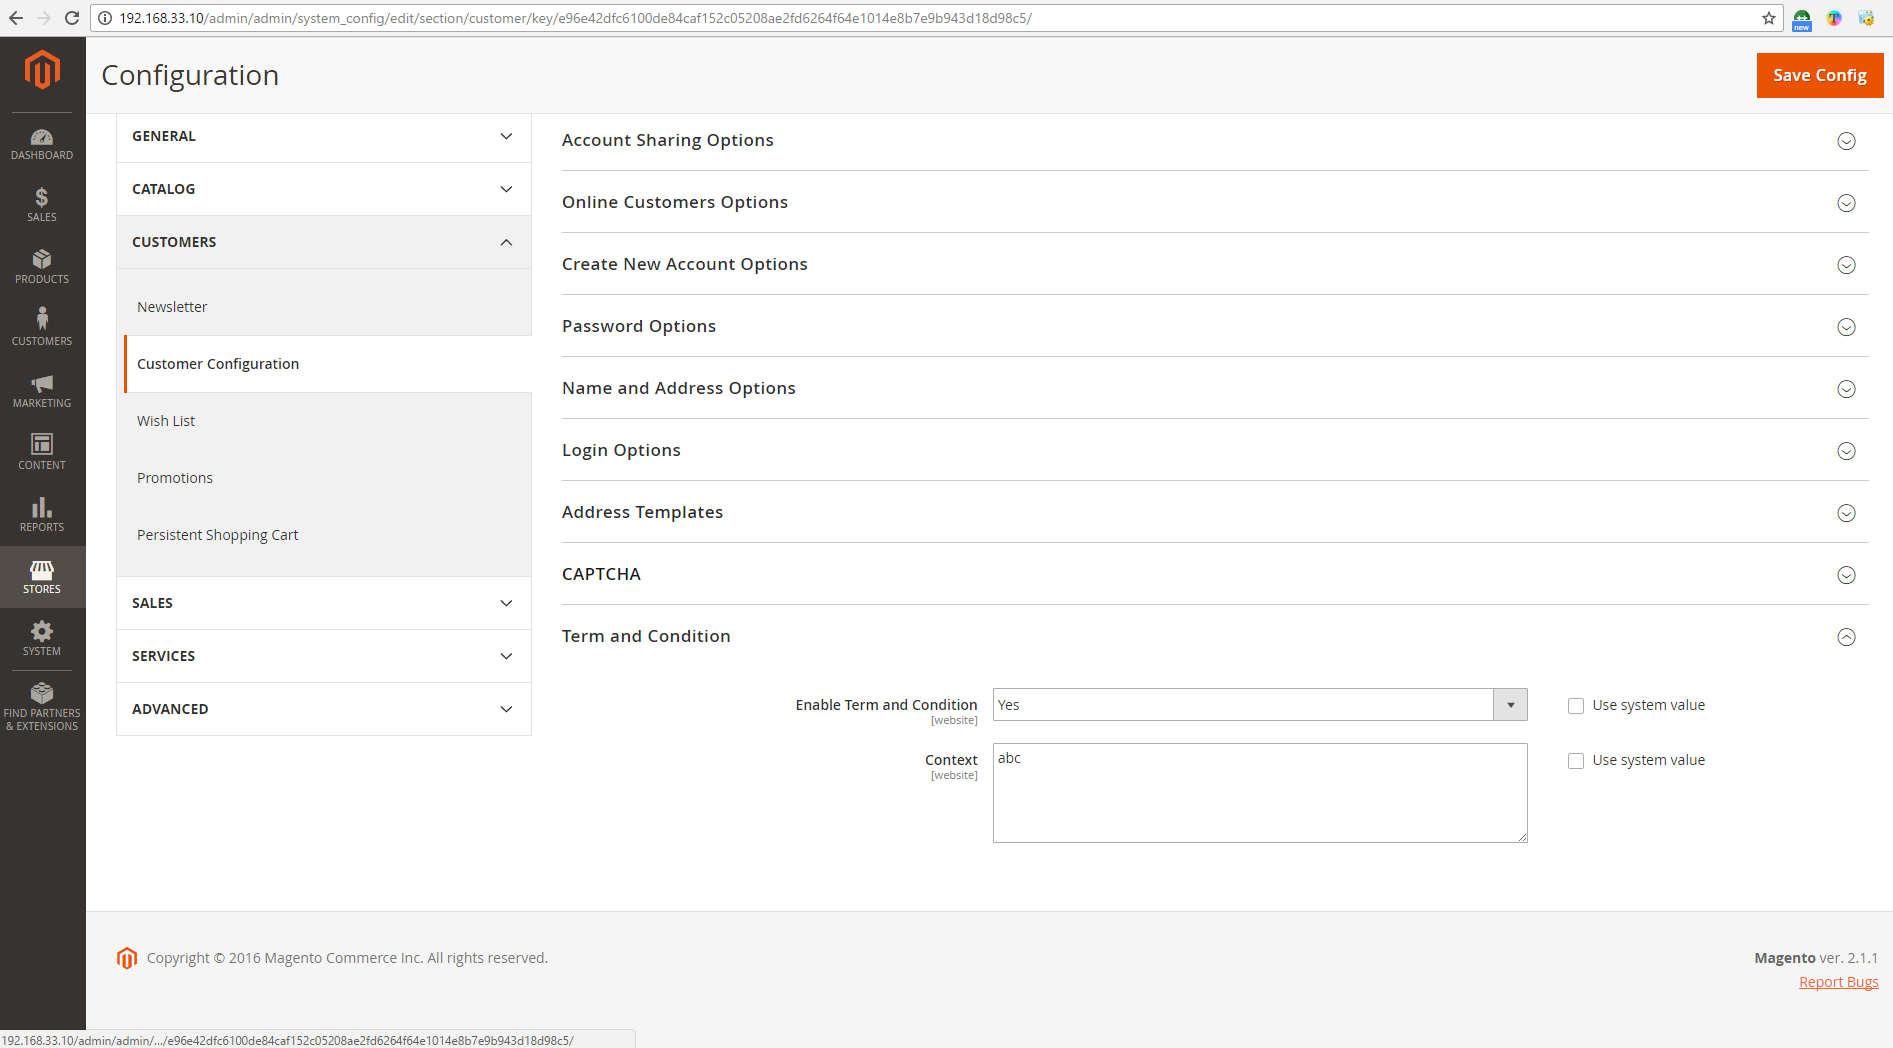 192.168.33.10/admin/admin/system_config/edit/section/customer/key/e96e42dfc6100de84caf152c05208ae2fd6264f64e1014e8b7e9b943d18d98c5/
new
T
Configuration
Save Config
DASHBOARD
$
SALES
PRODUCTS
CUSTOMERS
MARKETING
CONTENT
REPORTS
STORES
SYSTEM
FIND PARTNERS
& EXTENSIONS
GENERAL
CATALOG
CUSTOMERS
Newsletter
Customer Configuration
Wish List
Promotions
Persistent Shopping Cart
SALES
SERVICES
ADVANCED
Account Sharing Options
Online Customers Options
Create New Account Options
Password Options
Name and Address Options
Login Options
Address Templates
CAPTCHA
Term and Condition
Enable Term and Condition
[website]
Yes
Use system value
Context
[website]
abc
Use system value
Copyright © 2016 Magento Commerce Inc. All rights reserved.
Magento ver. 2.1.1
Report Bugs
192.168.33.10/admin/admin/.../e96e42dfc6100de84caf152c05208ae2fd6264f64e1014e8b7e9b943d18d98c5/